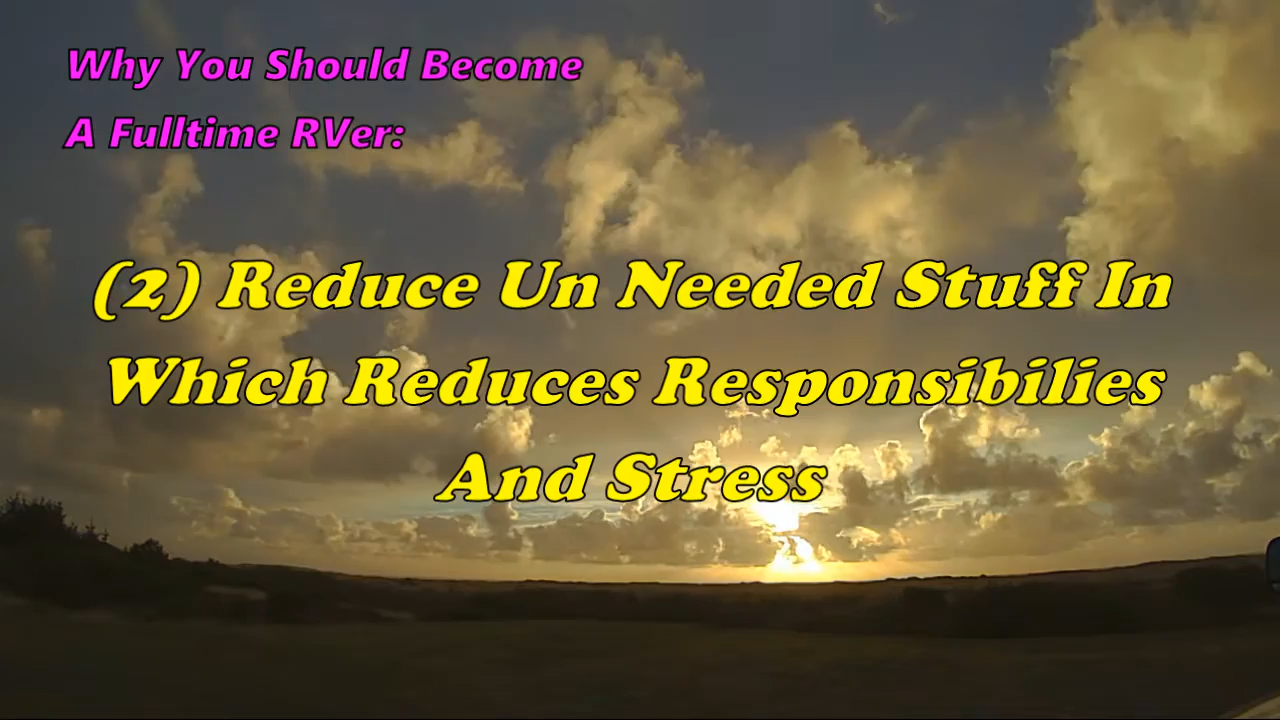 Why You Should Become
A Fulltime RVer:
(2) Reduce Un Needed Stuff In
Which Reduces Responsibilies
And Stress